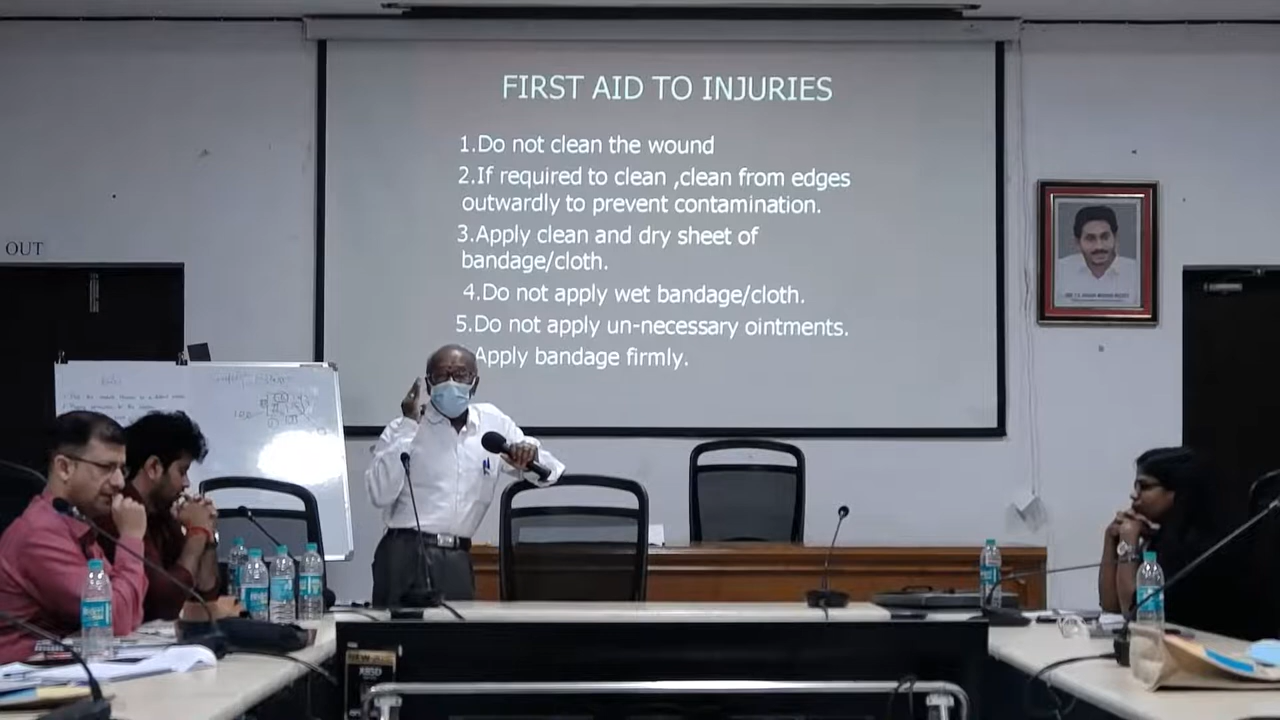 FIRST AID TO INJURIES
1.Do not clean the wound
2.If required to clean ,clean from edges
outwardly to prevent contamination.
3.Apply clean and dry sheet of
bandage/cloth.
4.Do not apply wet bandage/cloth.
5.Do not apply un-necessary ointments.
Apply bandage firmly.
OUT